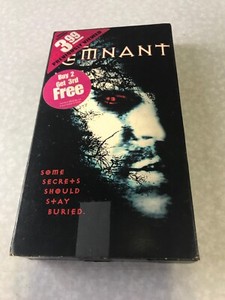 3.99
EMNANT
Buy 2
Get 3rd
Free
SOME
SECRETS
SHOULD
STAY
BURIED.